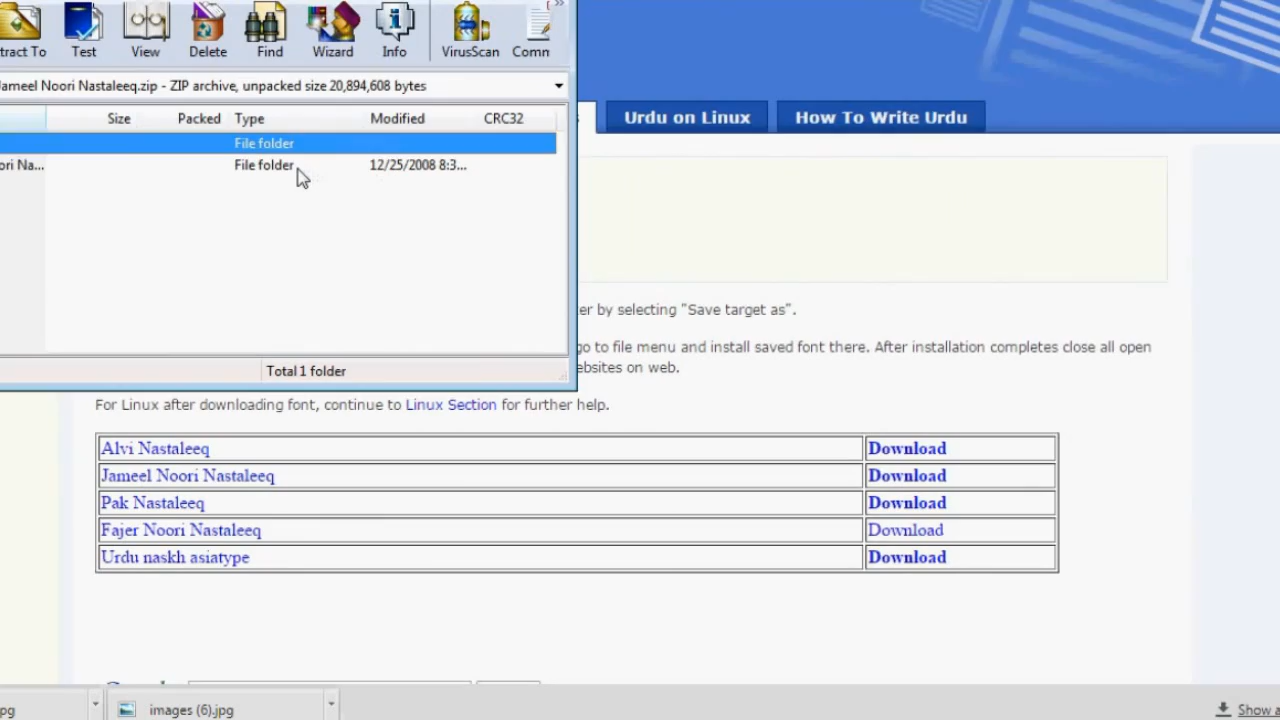 tract To Test View Delete Find Wizard Info VirusScan Comn
Jameel Noori Nastaleeq.zip - ZIP archive, unpacked size 20,894,608 bytes
Size Packed Type Modified CRC32
File folder
ori Na... File folder 12/25/2008 8:3...
Total 1 folder
s Urdu on Linux How To Write Urdu
er by selecting "Save target as".
go to file menu and install saved font there. After installation completes close all open
ebsites on web.
For Linux after downloading font, continue to Linux Section for further help.
Alvi Nastaleeq Download
Jameel Noori Nastaleeq Download
Pak Nastaleeq Download
Fajer Noori Nastaleeq Download
Urdu naskh asiatype Download
pg images (6).jpg Show a